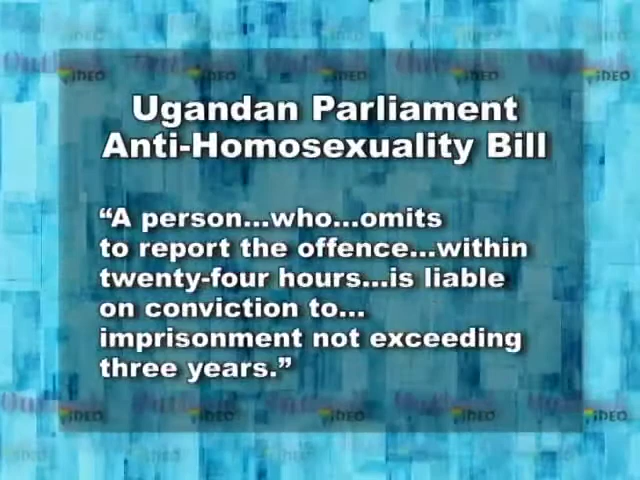 Ugandan Parliament
Anti-Homosexuality Bill
“A person...who...omits
to report the offence...within
twenty-four hours...is liable
on conviction to...
imprisonment not exceeding
three years.”